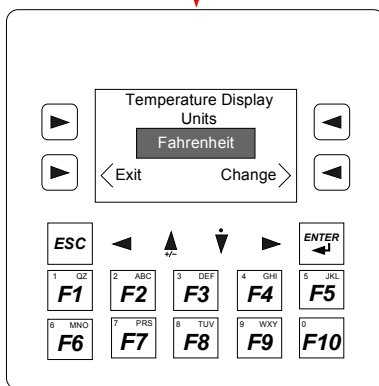 Temperature Display
Units
Fahrenheit
Exit Change
ESC +/- ENTER
1 QZ 2 ABC 3 DEF 4 GHI 5 JKL
F1 F2 F3 F4 F5
6 MNO 7 PRS 8 TUV 9 WXY 0
F6 F7 F8 F9 F10